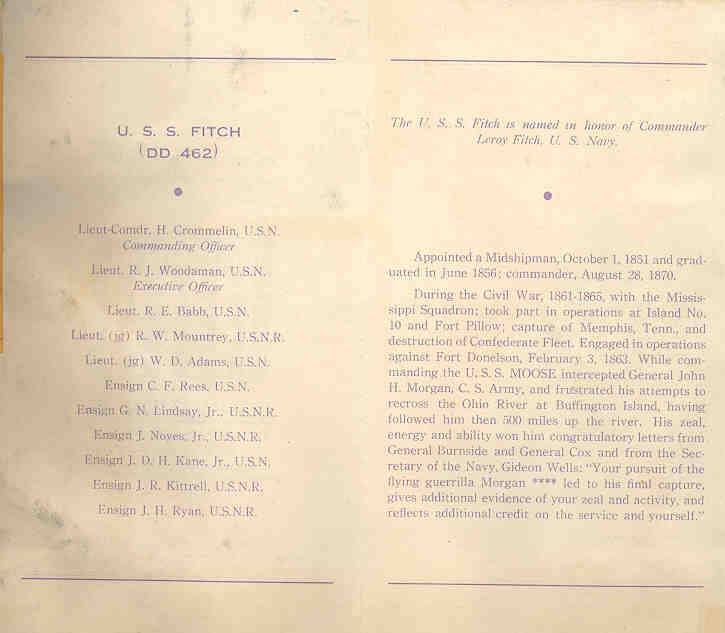 U. S. S. FITCH
(DD 462)
Lieut-Comdr. H. Crommelin, U.S.N.
Commanding Officer
Lieut. R. J. Woodaman, U.S.N.
Executive Officer
Lieut. R. E. Babb, U.S.N.
Lieut. (jg) R. W. Mountrey, U.S.N.R.
Lieut. (jg) W. D. Adams, U.S.N.
Ensign C. F. Rees, U.S.N.
Ensign G. N. Lindsay, Jr., U.S.N.R.
Ensign J. Noyes, Jr., U.S.N.R.
Ensign J. D. H. Kane, Jr., U.S.N.
Ensign J. R. Kittrell, U.S.N.R.
Ensign J. H. Ryan, U.S.N.R.
The U. S. S. Fitch is named in honor of Commander
Leroy Fitch, U. S. Navy.
Appointed a Midshipman, October 1, 1851 and grad-
uated in June 1856; commander, August 28, 1870.
During the Civil War, 1861-1865, with the Missis-
sippi Squadron; took part in operations at Island No.
10 and Fort Pillow; capture of Memphis, Tenn., and
destruction of Confederate Fleet. Engaged in operations
against Fort Donelson, February 3, 1863. While com-
manding the U. S. S. MOOSE intercepted General John
H. Morgan, C. S. Army, and frustrated his attempts to
recross the Ohio River at Buffington Island, having
followed him then 500 miles up the river. His zeal,
energy and ability won him congratulatory letters from
General Burnside and General Cox and from the Sec-
retary of the Navy, Gideon Wells: "Your pursuit of the
flying guerrilla Morgan **** led to his final capture,
gives additional evidence of your zeal and activity, and
reflects additional credit on the service and yourself."